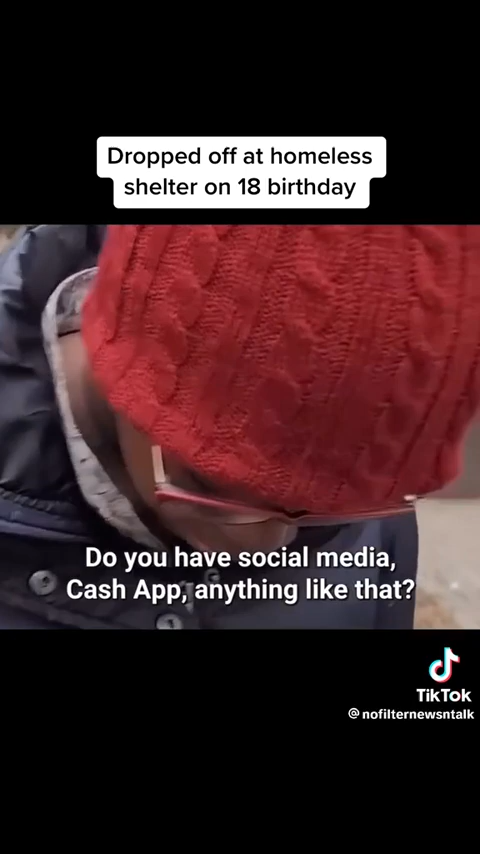 Dropped off at homeless
shelter on 18 birthday
Do you have social media,
Cash App, anything like that?
TikTok
@nofilternewsntalk